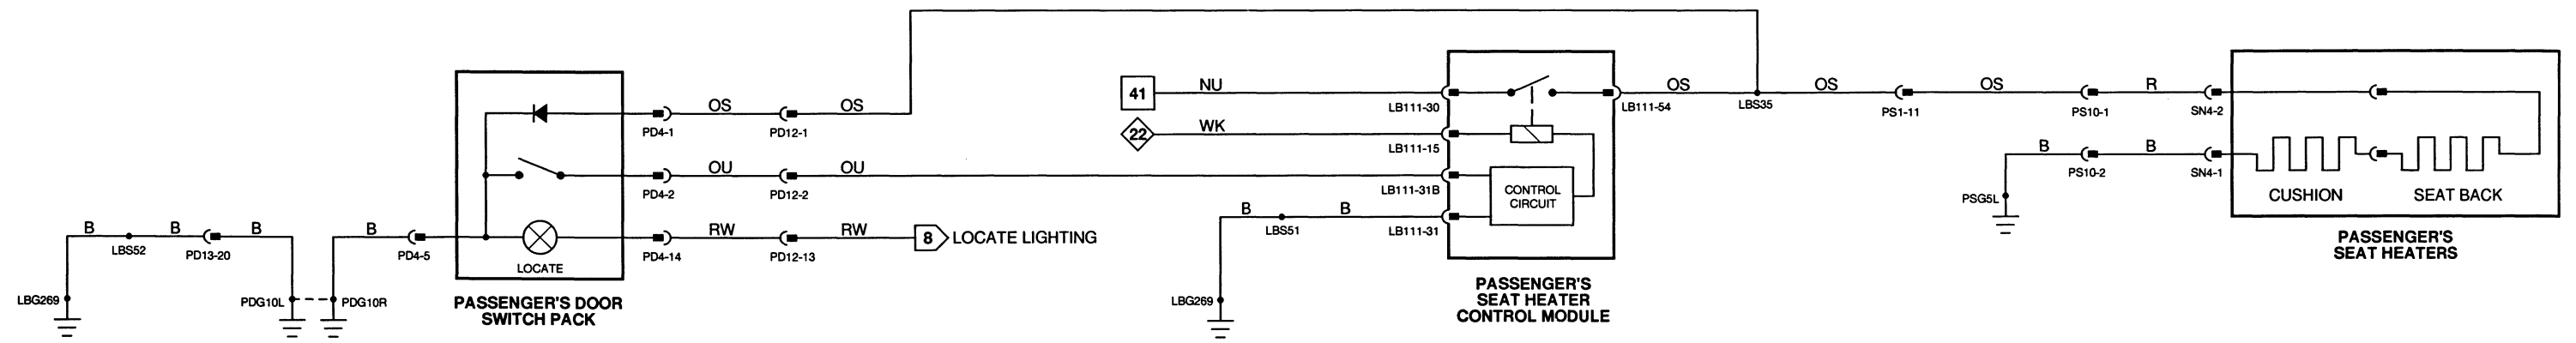 B
LBS52
B
PD13-20
B
LBG269
PDG10L
PDG10R
B
PD4-5
LOCATE
PASSENGER'S DOOR
SWITCH PACK
PD4-1
OS
PD12-1
OS
PD4-2
OU
PD12-2
OU
PD4-14
RW
PD12-13
RW
8
LOCATE LIGHTING
41
NU
LB111-30
22
WK
LB111-15
LB111-31B
B
LBS51
B
LB111-31
LBG269
CONTROL
CIRCUIT
PASSENGER'S
SEAT HEATER
CONTROL MODULE
LB111-54
OS
LBS35
OS
PS1-11
OS
PS10-1
R
SN4-2
B
PS10-2
B
SN4-1
PSG5L
CUSHION
SEAT BACK
PASSENGER'S
SEAT HEATERS